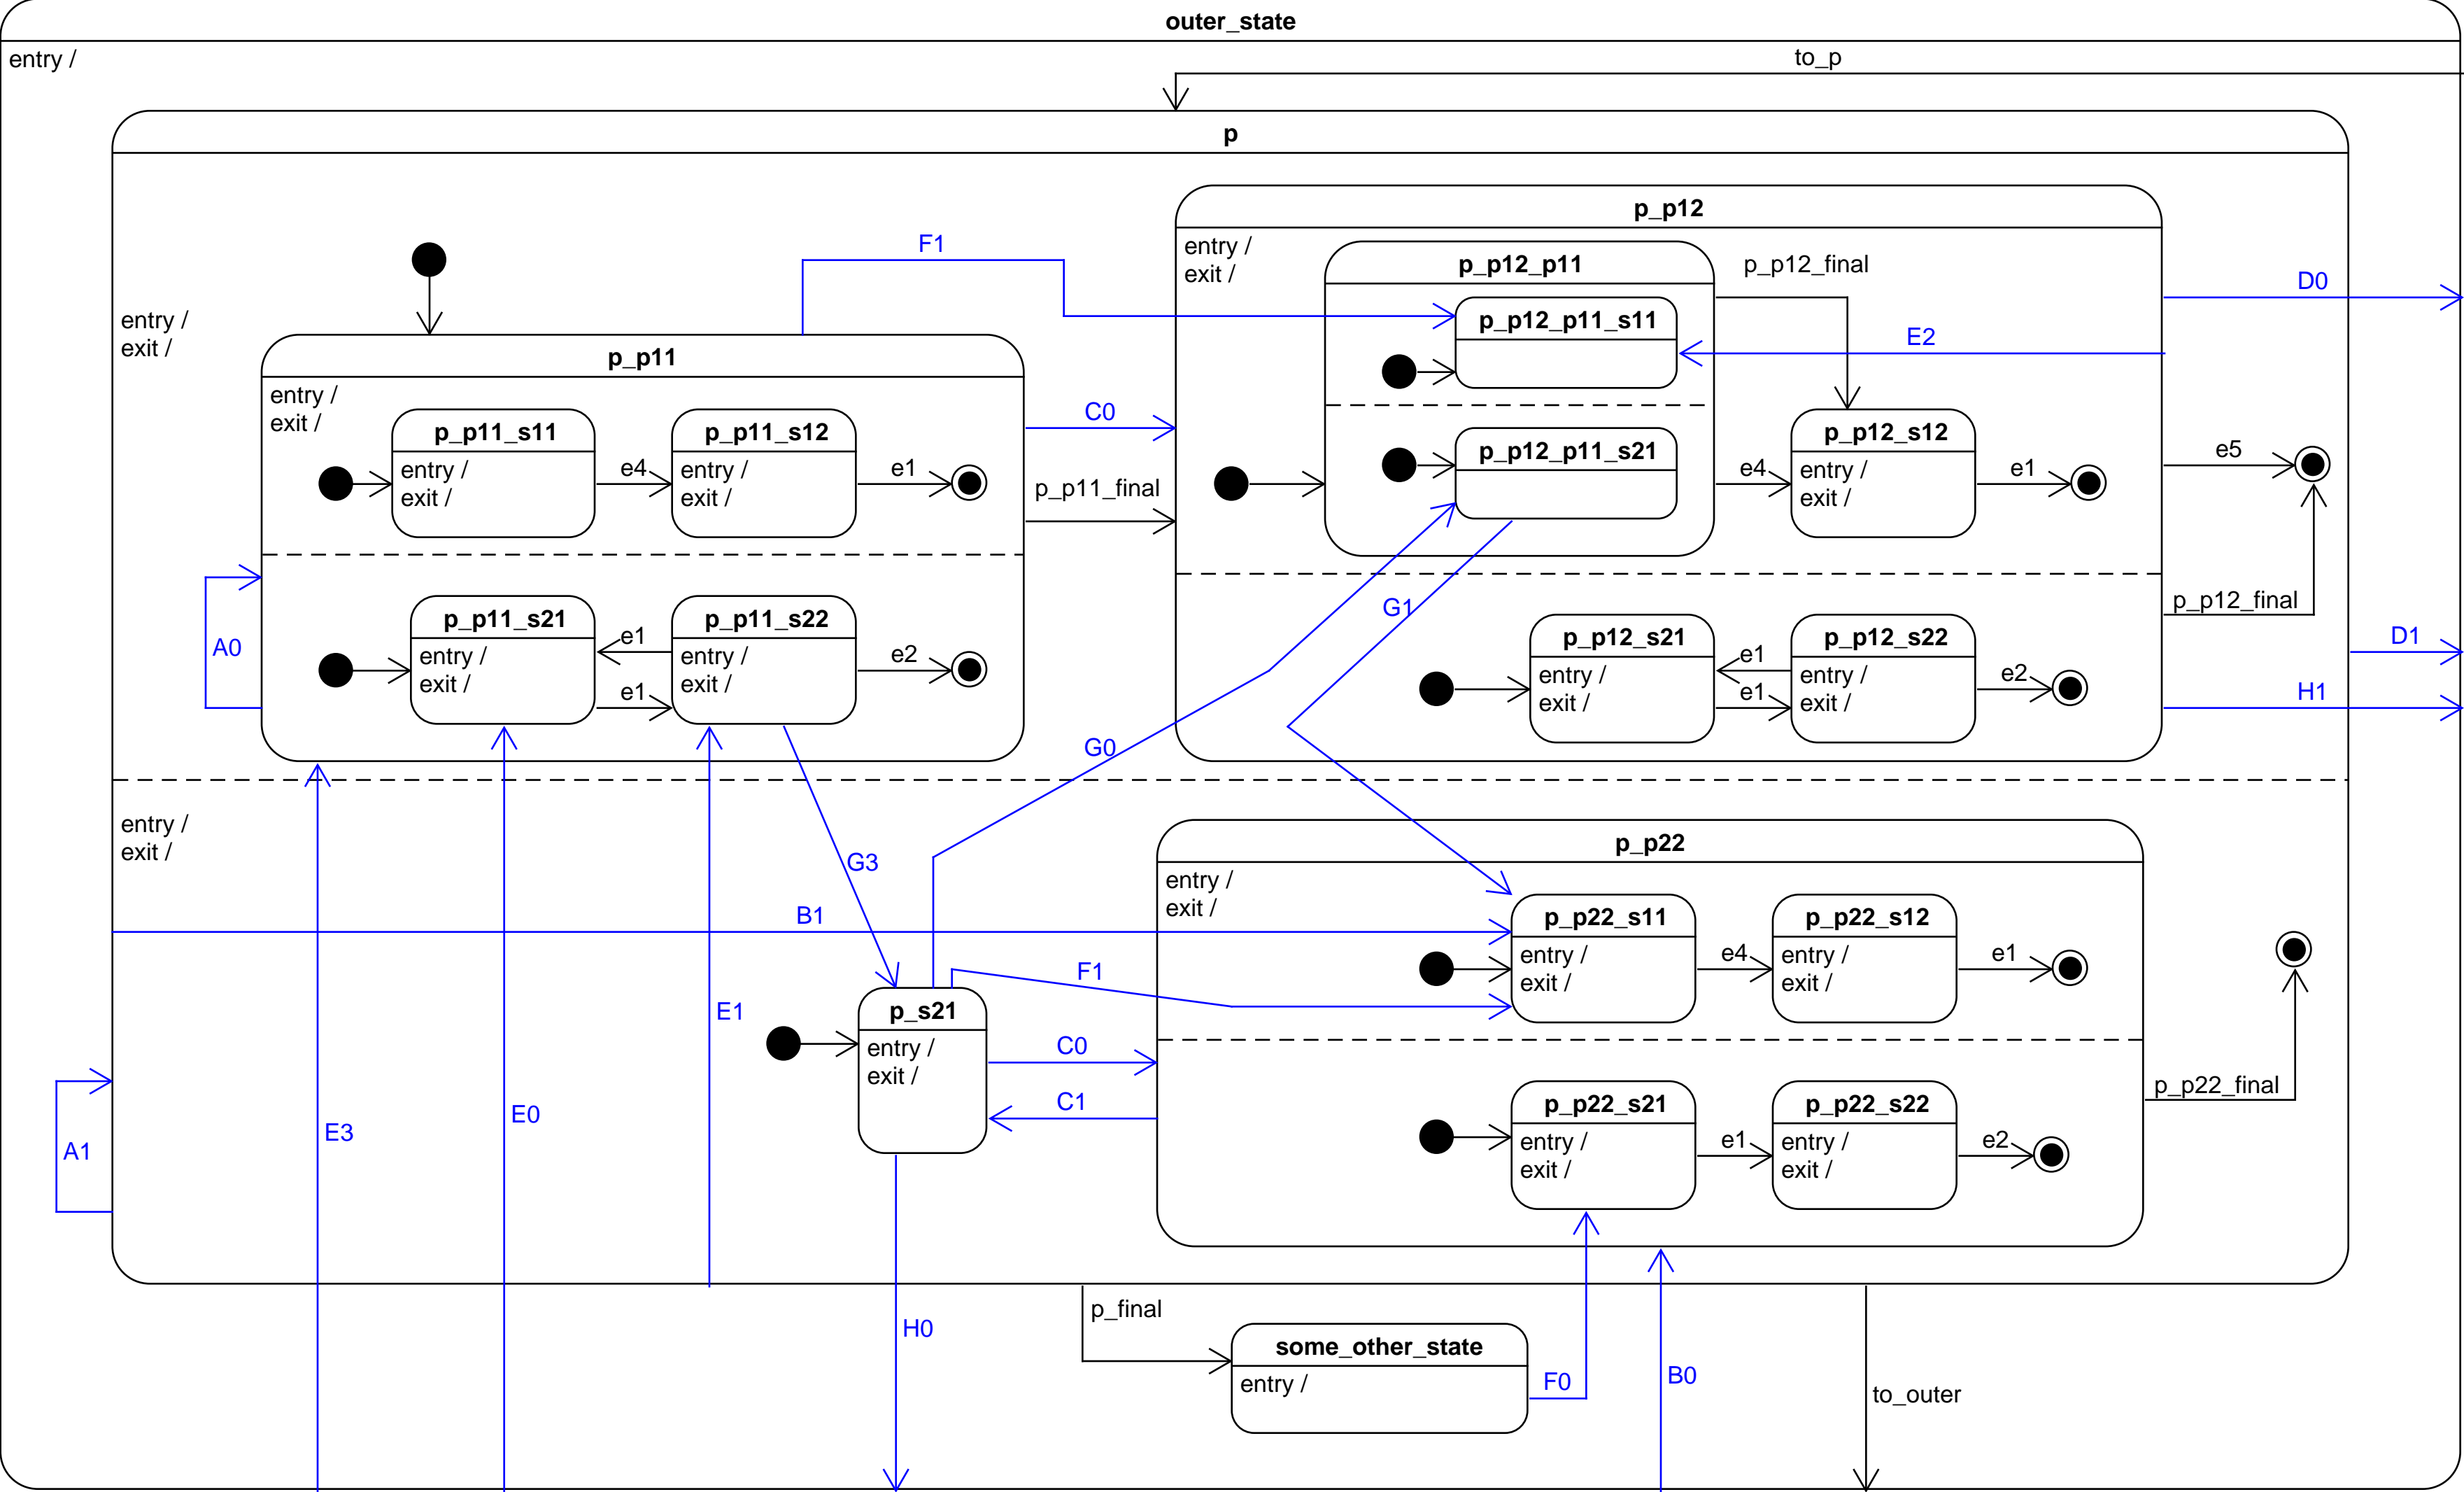 outer_state
entry /
to_p
p
p_p12
entry /
exit /
F1
p_p12_p11
p_p12_final
D0
entry /
exit /
p_p12_p11_s11
E2
p_p11
entry /
exit /
C0
p_p11_s11
entry /
exit /
e4
p_p11_s12
entry /
exit /
e1
p_p12_p11_s21
e4
p_p12_s12
entry /
exit /
e1
e5
p_p11_final
p_p12_final
G1
A0
p_p11_s21
entry /
exit /
e1
e1
p_p11_s22
entry /
exit /
e2
p_p12_s21
entry /
exit /
e1
e1
p_p12_s22
entry /
exit /
e2
D1
H1
G0
entry /
exit /
G3
p_p22
entry /
exit /
B1
p_p22_s11
entry /
exit /
e4
p_p22_s12
entry /
exit /
e1
F1
E1
p_s21
entry /
exit /
C0
C1
p_p22_final
A1
E3
E0
p_p22_s21
entry /
exit /
e1
p_p22_s22
entry /
exit /
e2
p_final
H0
some_other_state
entry /
F0
B0
to_outer